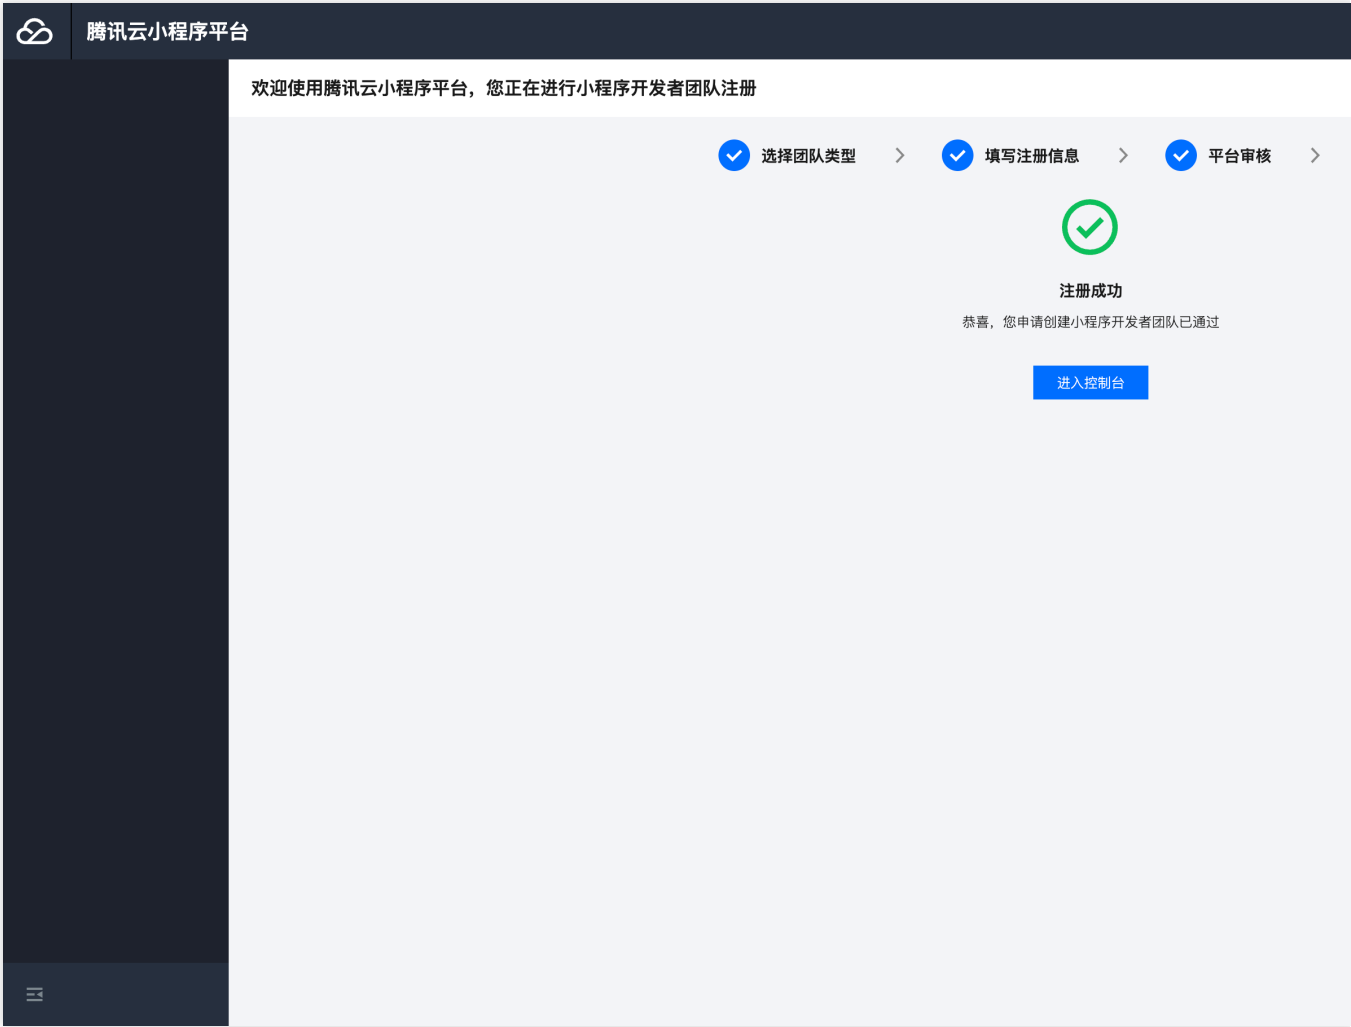 腾讯云小程序平台
欢迎使用腾讯云小程序平台，您正在进行小程序开发者团队注册
选择团队类型
填写注册信息
平台审核
注册成功
恭喜，您申请创建小程序开发者团队已通过
进入控制台